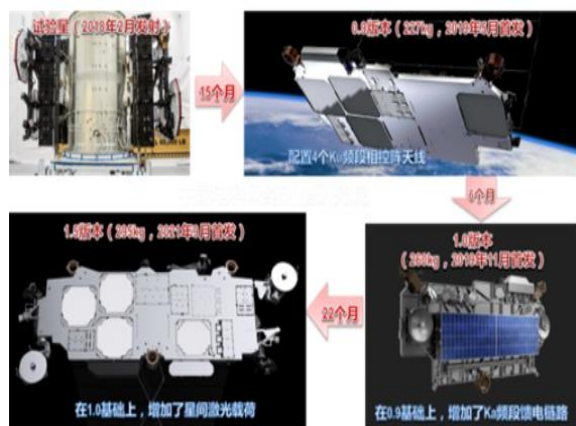 试验星（2018年2月发射）
15个月
0.9版本（227kg，2019年5月首发）
配置4个Ku频段相控阵天线
6个月
1.0版本
（260kg，2019年11月首发）
在0.9基础上，增加了Ka频段馈电链路
22个月
1.5版本（295kg，2021年9月首发）
在1.0基础上，增加了星间激光载荷